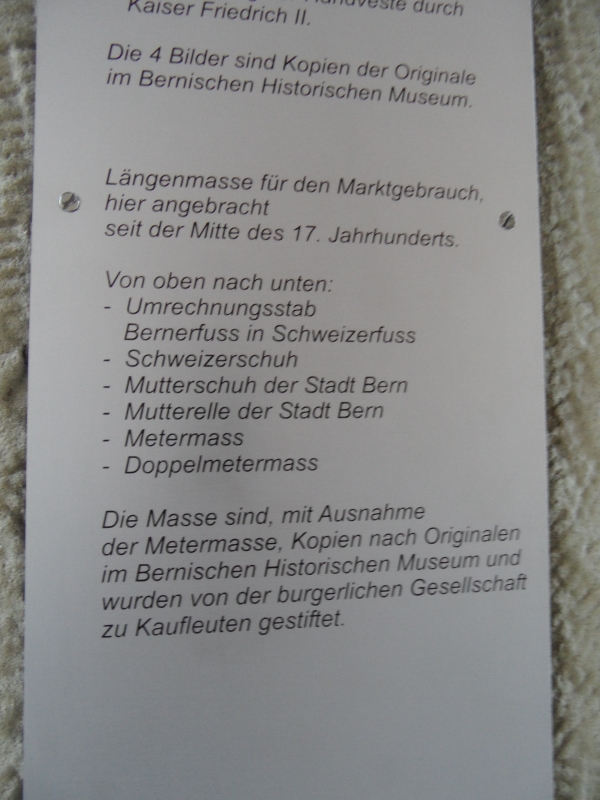 durch
Kaiser Friedrich II.
Die 4 Bilder sind Kopien der Originale
im Bernischen Historischen Museum.
Längenmasse für den Marktgebrauch,
hier angebracht
seit der Mitte des 17. Jahrhunderts.
Von oben nach unten:
- Umrechnungsstab
Bernerfuss in Schweizerfuss
- Schweizerschuh
- Mutterschuh der Stadt Bern
- Mutterelle der Stadt Bern
- Metermass
- Doppelmetermass
Die Masse sind, mit Ausnahme
der Metermasse, Kopien nach Originalen
im Bernischen Historischen Museum und
wurden von der burgerlichen Gesellschaft
zu Kaufleuten gestiftet.